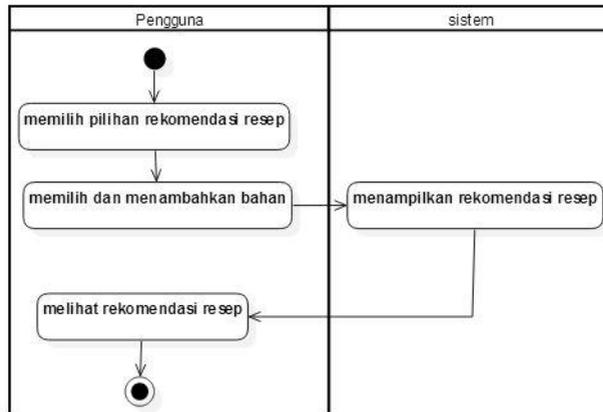 Pengguna
sistem
memilih pilihan rekomendasi resep
memilih dan menambahkan bahan
menampilkan rekomendasi resep
melihat rekomendasi resep